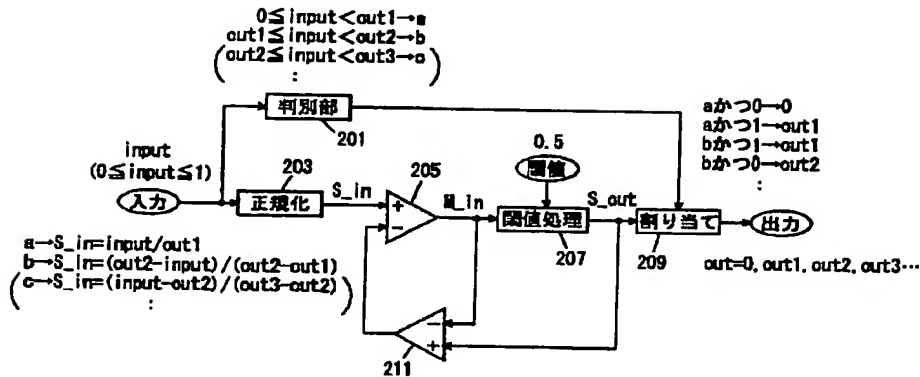 0≦input<out1→a
out1≦input<out2→b
(out2≦input<out3→c
:)
判別部
201
input
(0≦input≦1)
入力
203
正規化
S_in
205
M_in
0.5
閾値
閾値処理
207
S_out
aかつ0→0
aかつ1→out1
bかつ1→out1
bかつ0→out2
:
割り当て
209
出力
out=0, out1, out2, out3…
a→S_in=input/out1
b→S_in=(out2-input)/(out2-out1)
(c→S_in=(input-out2)/(out3-out2)
:)
+
-
-
+
211